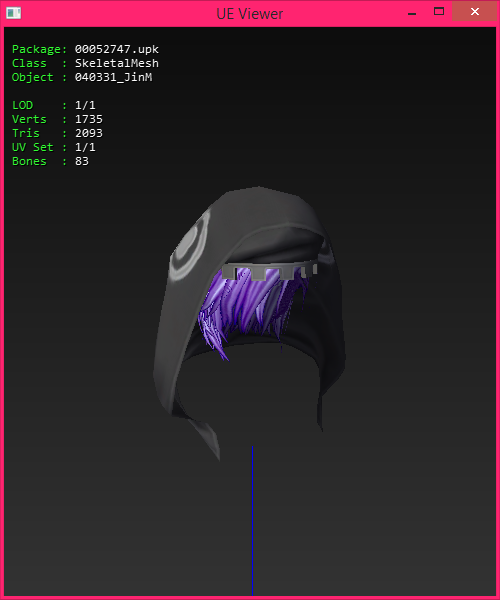 UE Viewer
Package: 00052747.upk
Class : SkeletalMesh
Object : 040331_JinM
LOD : 1/1
Verts : 1735
Tris : 2093
UV Set : 1/1
Bones : 83